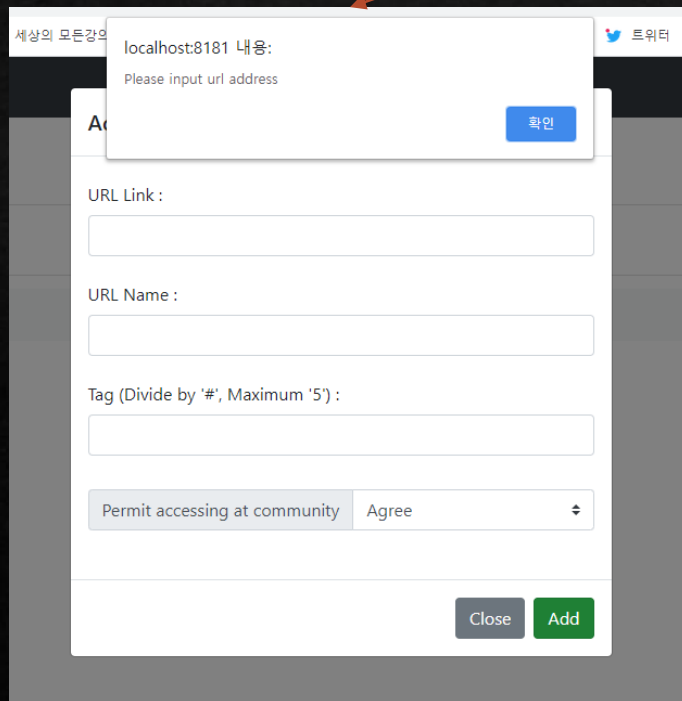 세상의 모든강의
트위터
localhost:8181 내용:
Please input url address
확인
URL Link :
URL Name :
Tag (Divide by '#', Maximum '5') :
Permit accessing at community
Agree
Close
Add